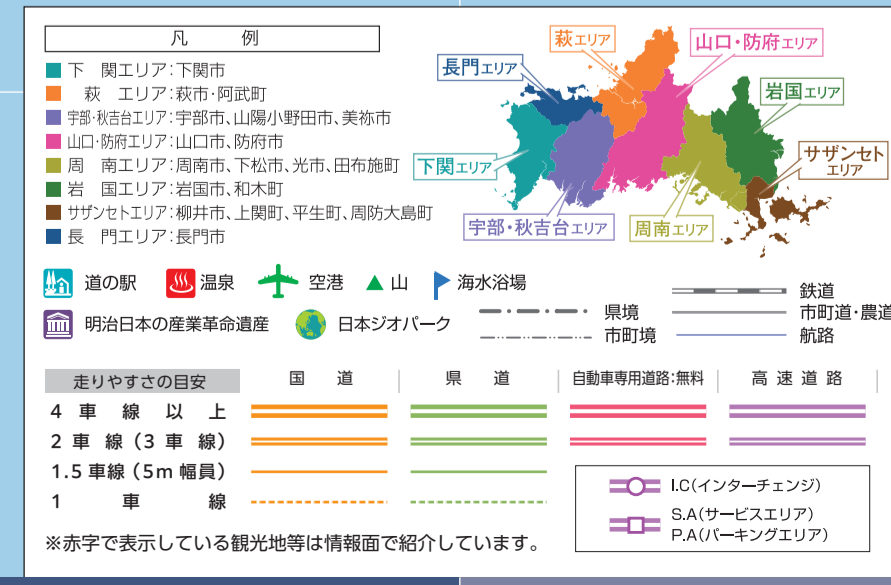 凡 例
下 関エリア：下関市
萩 エリア：萩市・阿武町
宇部・秋吉台エリア：宇部市、山陽小野田市、美祢市
山口・防府エリア：山口市、防府市
周 南エリア：周南市、下松市、光市、田布施町
岩 国エリア：岩国市、和木町
サザンセトエリア：柳井市、上関町、平生町、周防大島町
長 門エリア：長門市
萩エリア
山口・防府エリア
長門エリア
岩国エリア
下関エリア
サザンセト
エリア
宇部・秋吉台エリア
周南エリア
道の駅 温泉 空港 山 海水浴場
明治日本の産業革命遺産 日本ジオパーク
県境
市町境
鉄道
市町道・農道
航路
走りやすさの目安 国 道 県 道 自動車専用道路：無料 高 速 道 路
4 車 線 以 上
2 車 線（3 車 線）
1.5 車線（5m 幅員）
1 車 線
I.C（インターチェンジ）
S.A（サービスエリア）
P.A（パーキングエリア）
※赤字で表示している観光地等は情報面で紹介しています。